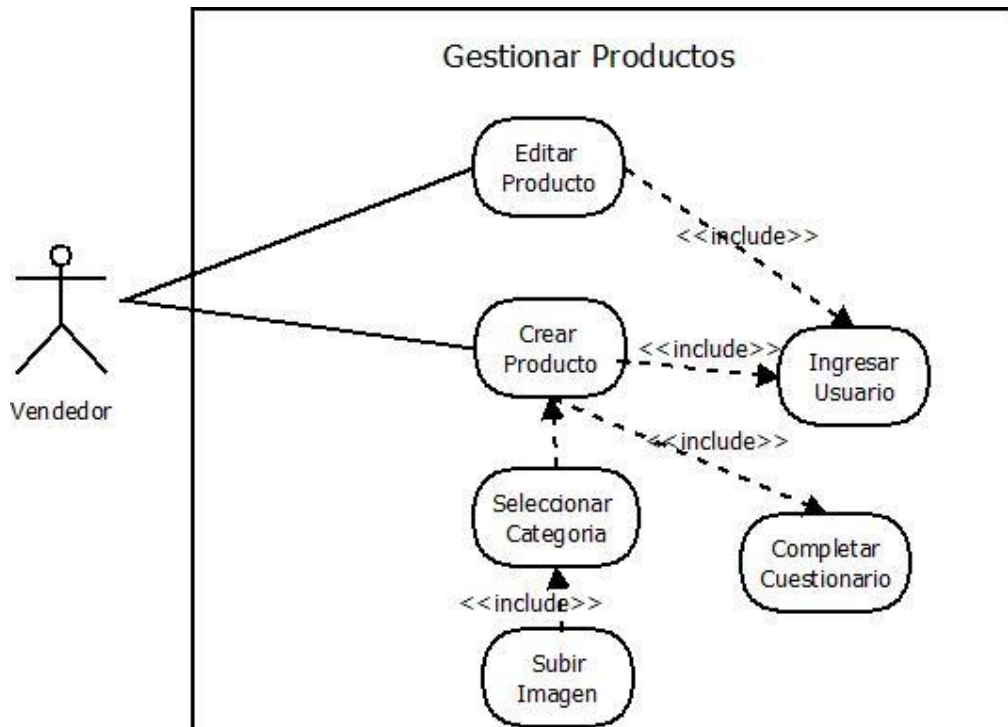 Gestionar Productos
Editar
Producto
<<include>>
Vendedor
Crear
Producto
<<include>>
Ingresar
Usuario
<<include>>
Seleccionar
Categoria
Completar
Cuestionario
<<include>>
Subir
Imagen